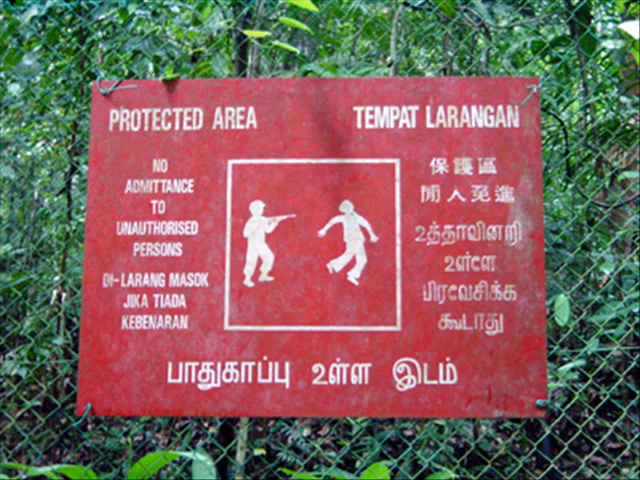 PROTECTED AREA
TEMPAT LARANGAN
NO
ADMITTANCE
TO
UNAUTHORISED
PERSONS
DI-LARANG MASOK
JIKA TIADA
KEBENARAN
保護區
閒人免進
உத்தாவின்றி
உள்ளே
பிரவேசிக்க
கூடாது
பாதுகாப்பு உள்ள இடம்